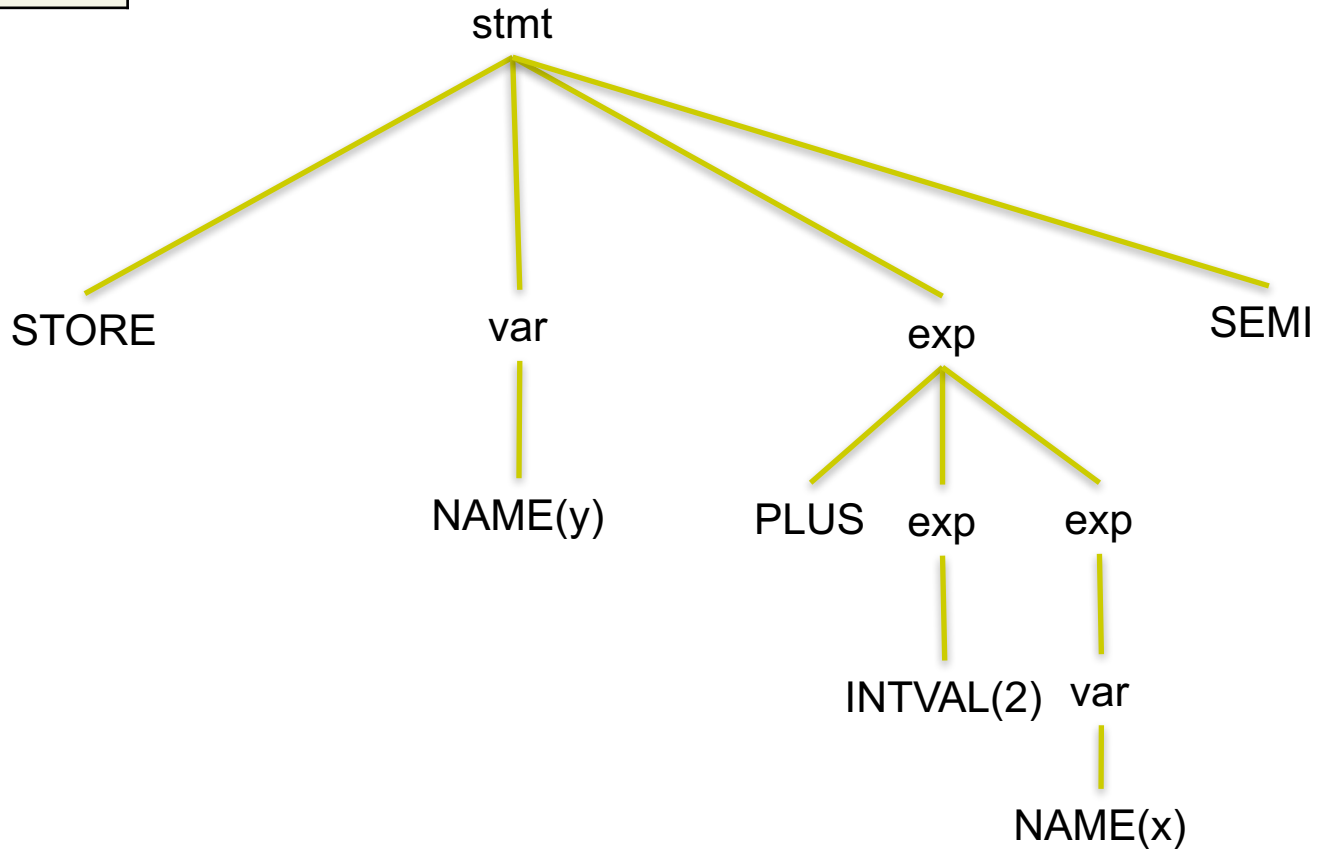 stmt
STORE var exp SEMI
NAME(y) PLUS exp exp
INTVAL(2) var
NAME(x)